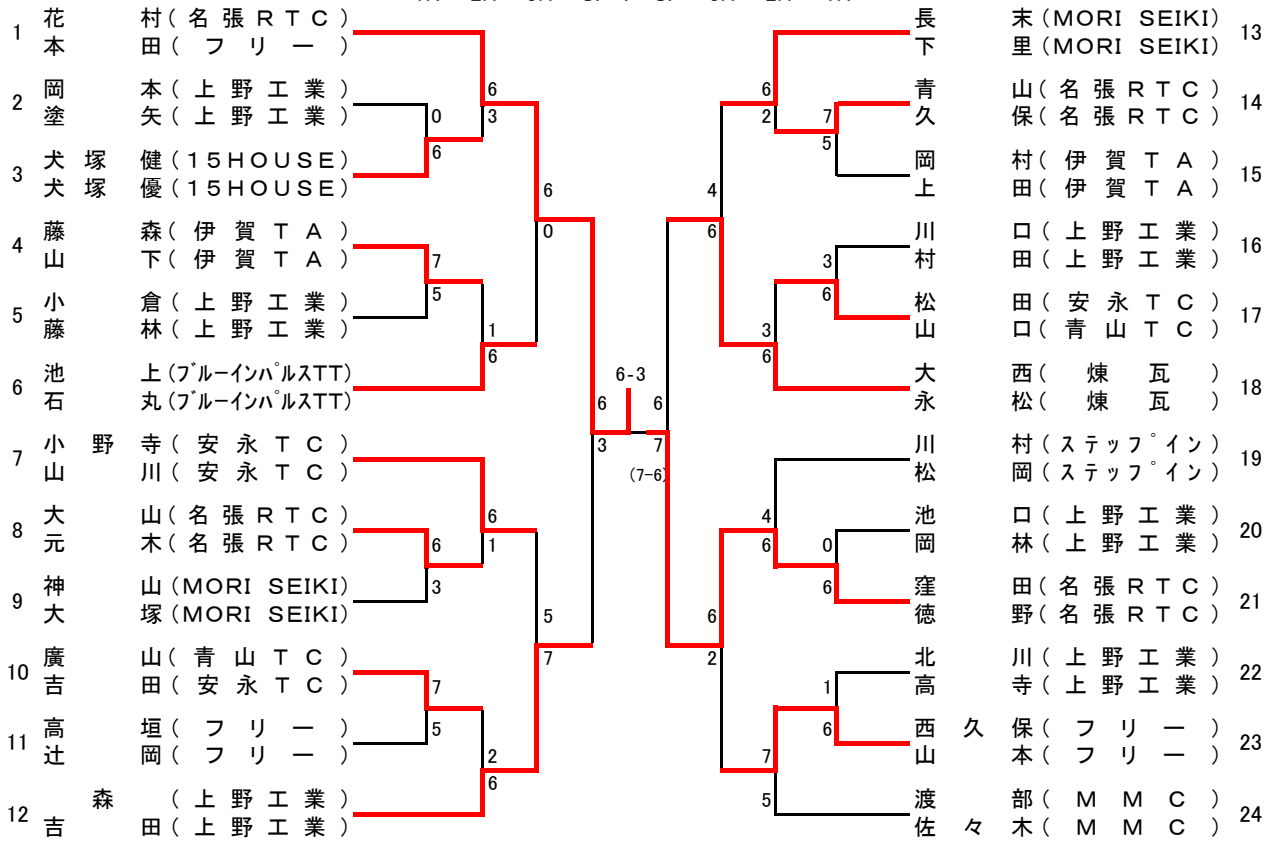 1 花村(名張RTC)
本田(フリー)
2 岡本(上野工業)
塗矢(上野工業)
3 犬塚健(15HOUSE)
犬塚優(15HOUSE)
4 藤森(伊賀TA)
山下(伊賀TA)
5 小倉(上野工業)
藤林(上野工業)
6 池上(ブルーインパルスTT)
石丸(ブルーインパルスTT)
7 小野寺(安永TC)
山川(安永TC)
8 大山(名張RTC)
元木(名張RTC)
9 神山(MORI SEIKI)
大塚(MORI SEIKI)
10 廣山(青山TC)
吉田(安永TC)
11 高垣(フリー)
辻岡(フリー)
12 森(上野工業)
吉田(上野工業)
0
6
7
5
6
3
7
5
6
3
1
6
6
1
2
6
6
0
5
7
6
3
6-3
6
7
(7-6)
4
6
6
2
6
2
3
6
4
6
7
5
7
5
3
6
0
6
1
6
長末(MORI SEIKI) 13
下里(MORI SEIKI)
青山(名張RTC) 14
久保(名張RTC)
岡村(伊賀TA) 15
上田(伊賀TA)
川口(上野工業) 16
村田(上野工業)
松田(安永TC) 17
山口(青山TC)
大西(煉瓦) 18
永松(煉瓦)
川村(ステップイン) 19
松岡(ステップイン)
池口(上野工業) 20
岡林(上野工業)
窪田(名張RTC) 21
徳野(名張RTC)
北川(上野工業) 22
高寺(上野工業)
西久保(フリー) 23
山本(フリー)
渡部(MMC) 24
佐々木(MMC)